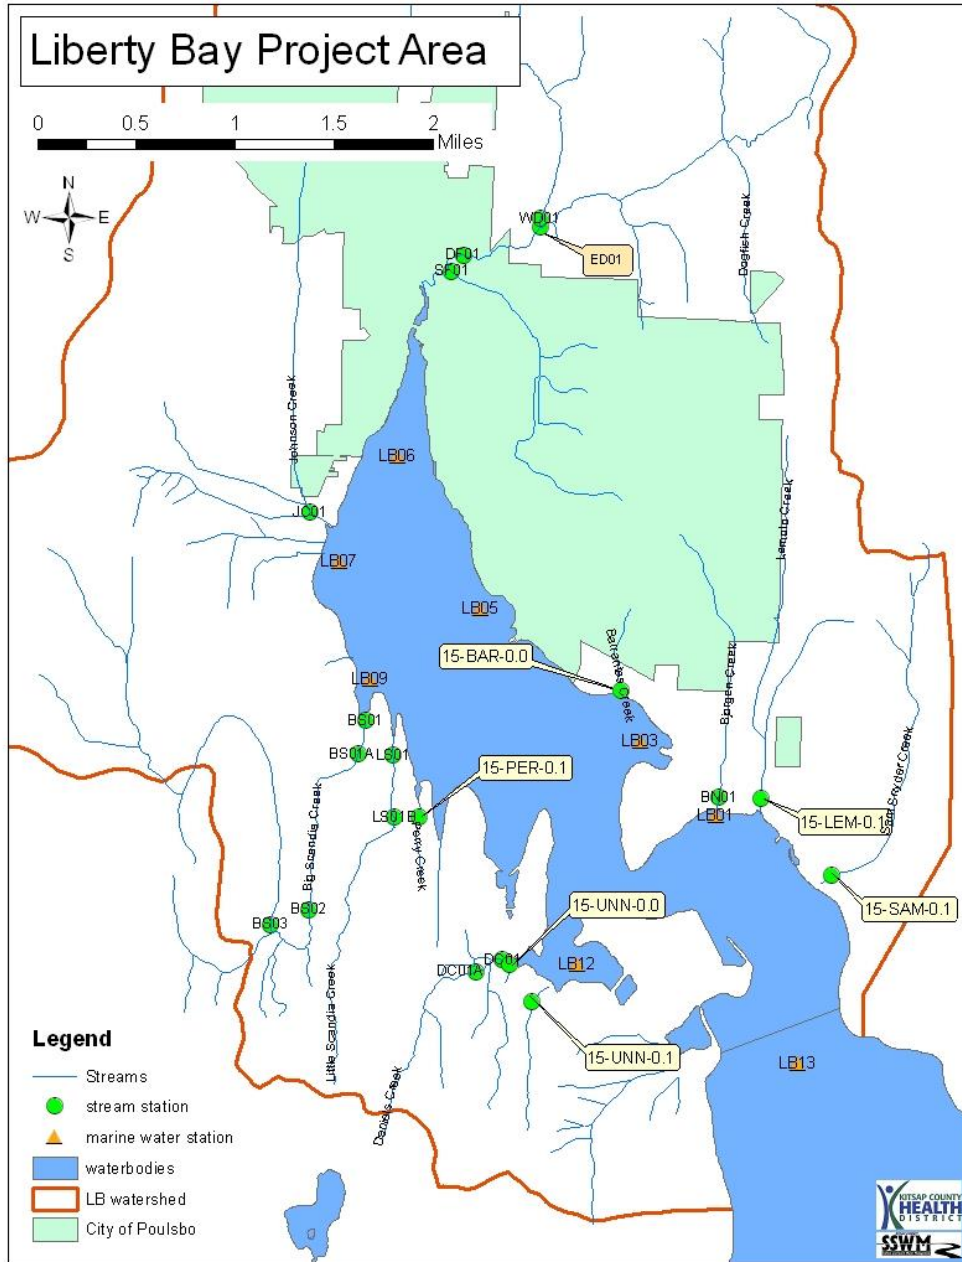 Liberty Bay Project Area
0 0.5 1 1.5 2
Miles
N
W E
S
WD01
ED01
DF01
SF01
Dogfish Creek
Johnson Creek
LB06
JC01
LB07
Lemolo Creek
LB05
Barrantes Creek
15-BAR-0.0
Bjorgen Creek
LB09
LB03
BS01
BS01A
LS01
15-PER-0.1
Sam Snyder Creek
BN01
LB01
15-LEM-0.1
LS01B
Perry Creek
Big Scandia Creek
15-SAM-0.1
BS02
BS03
15-UNN-0.0
DC01
DC01A
LB12
Little Scandia Creek
15-UNN-0.1
LB13
Daniels Creek
Legend
Streams
stream station
marine water station
waterbodies
LB watershed
City of Poulsbo
KITSAP COUNTY
HEALTH
DISTRICT
SSWM